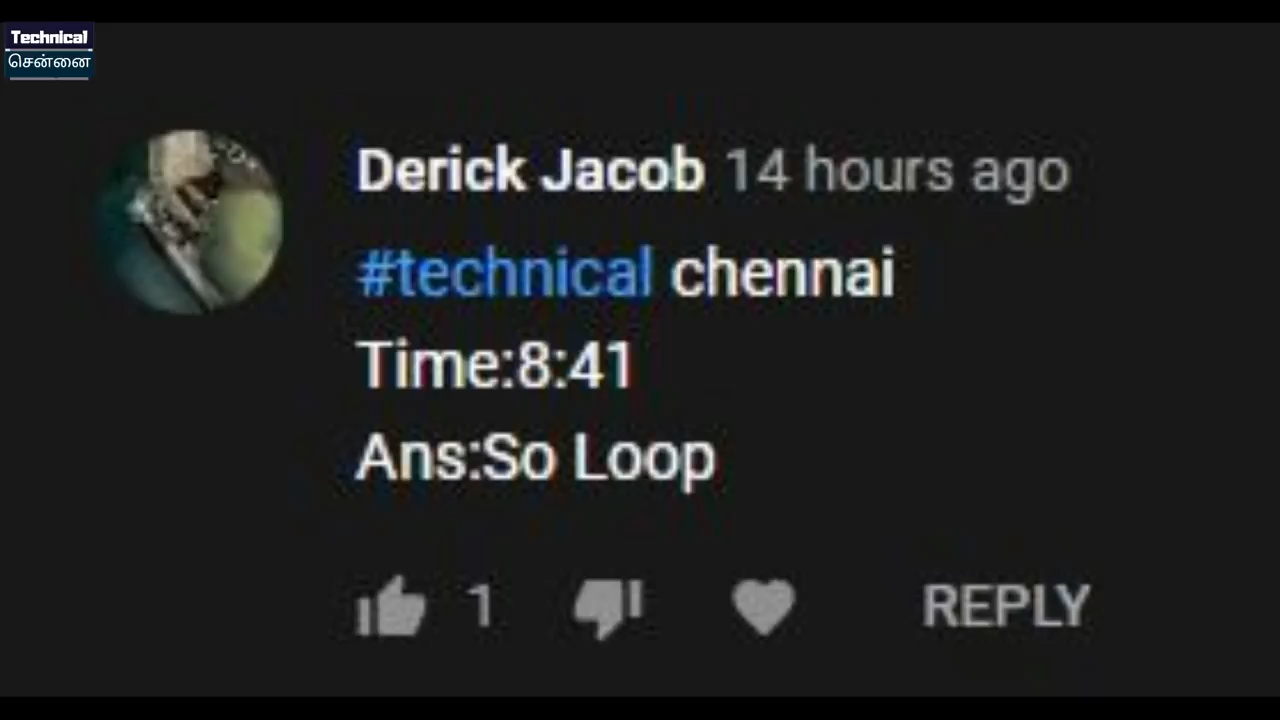 Technical
சென்னை
Derick Jacob 14 hours ago
#technical chennai
Time:8:41
Ans:So Loop
1 REPLY